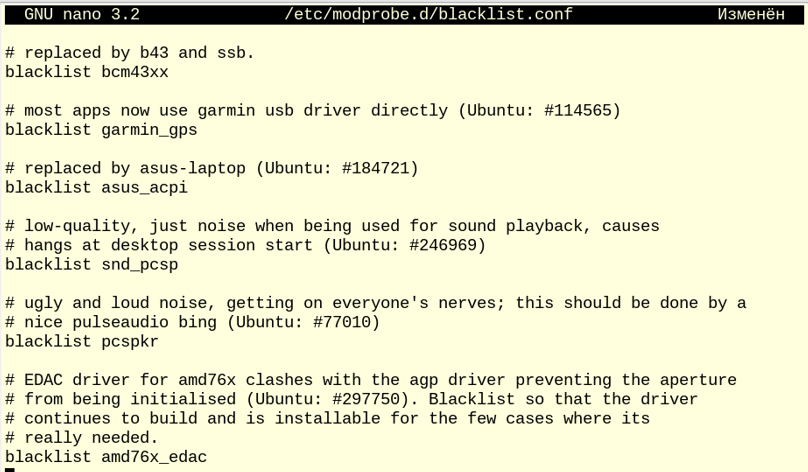 GNU nano 3.2 /etc/modprobe.d/blacklist.conf Изменён
# replaced by b43 and ssb.
blacklist bcm43xx
# most apps now use garmin usb driver directly (Ubuntu: #114565)
blacklist garmin_gps
# replaced by asus-laptop (Ubuntu: #184721)
blacklist asus_acpi
# low-quality, just noise when being used for sound playback, causes
# hangs at desktop session start (Ubuntu: #246969)
blacklist snd_pcsp
# ugly and loud noise, getting on everyone's nerves; this should be done by a
# nice pulseaudio bing (Ubuntu: #77010)
blacklist pcspkr
# EDAC driver for amd76x clashes with the agp driver preventing the aperture
# from being initialised (Ubuntu: #297750). Blacklist so that the driver
# continues to build and is installable for the few cases where its
# really needed.
blacklist amd76x_edac